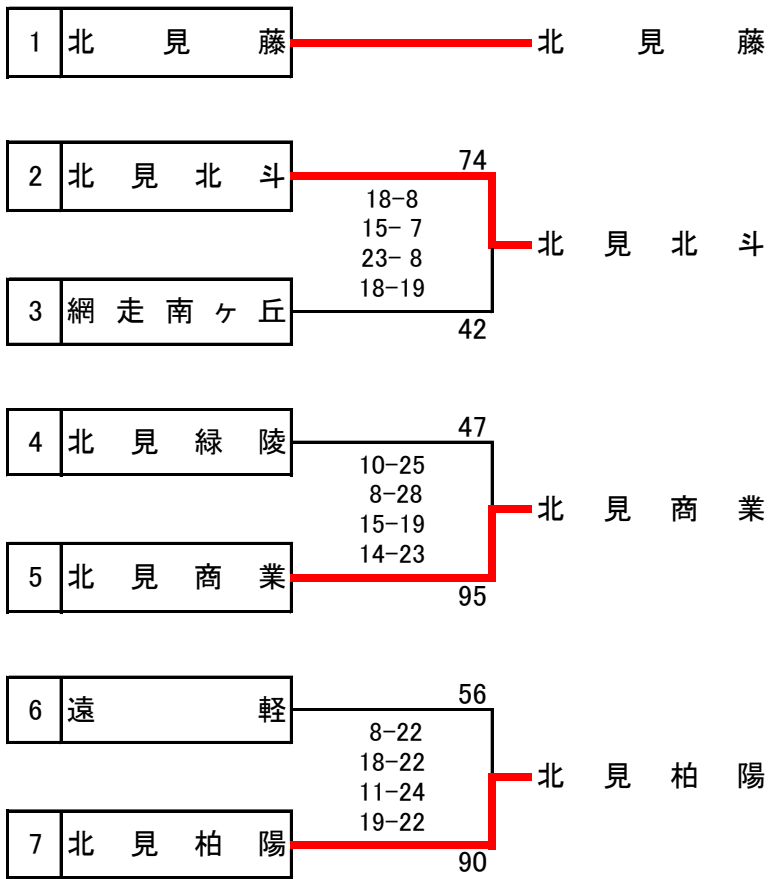 1 北見藤 北見藤
74
2 北見北斗
18-8
15- 7
23- 8
18-19
北見北斗
3 網走南ヶ丘
42
47
4 北見緑陵
10-25
8-28
15-19
14-23
北見商業
5 北見商業
95
56
6 遠軽
8-22
18-22
11-24
19-22
北見柏陽
7 北見柏陽
90